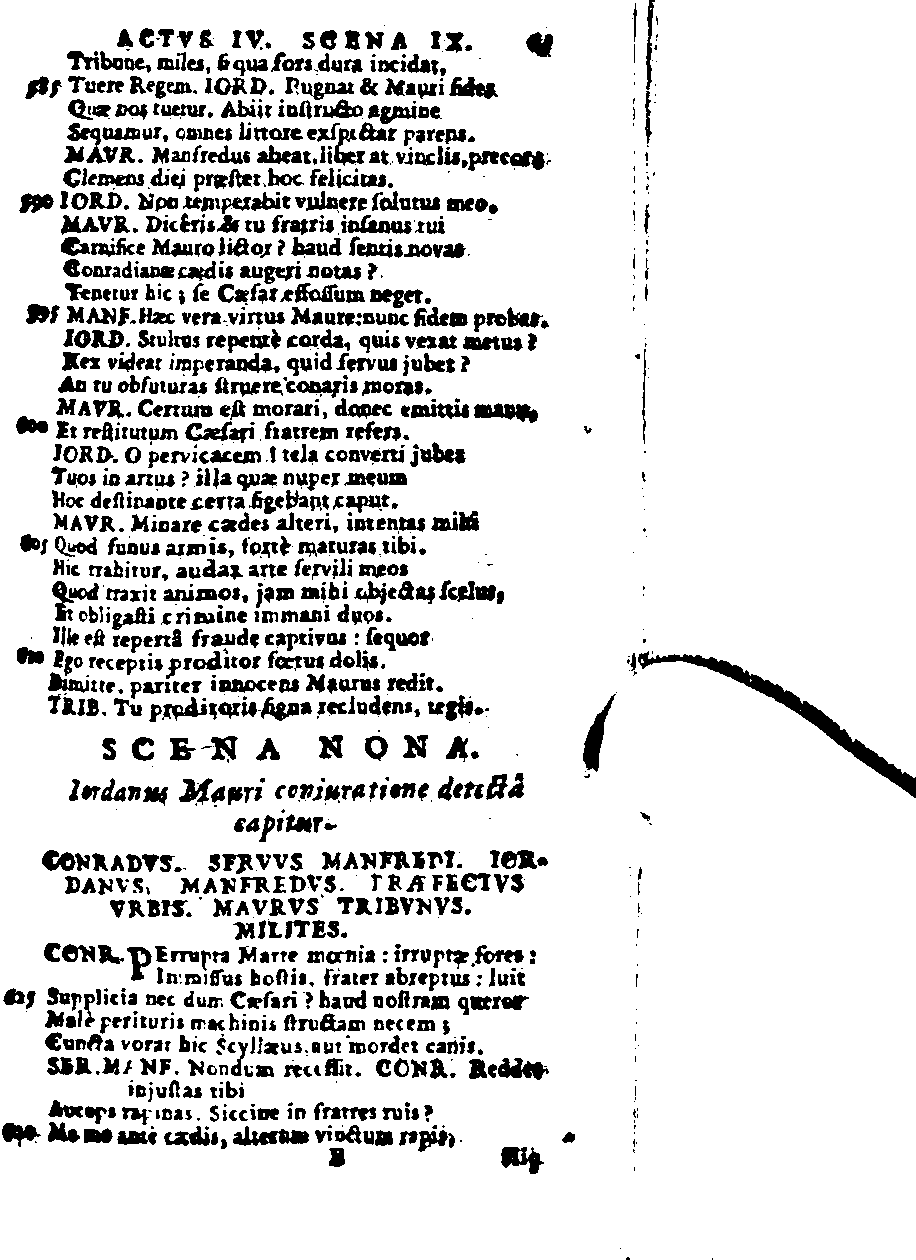 ACTVS IV. SCENA IX.
Tribune, miles, si qua fors dura incidat,
585 Tuere Regem. IORD. Pugnat & Mauri fides
Quæ nos tuetur. Abiit instructo agmine
Sequamur, omnes littore exspectat parens.
MAVR. Manfredus abeat, liber at vinclis, precor,
Clemens diei præstet hoc felicitas.
590 IORD. Non temperabit vulnere solutus meo.
MAVR. Dicêris & tu fratris insanus tui
Carnifice Mauro lictor? haud sentis novas
Conradianæ cædis augeri notas?
Tenetur hic; se Cæsar effossum neget.
595 MANF. Hæc vera virtus Maure: nunc fidem probas.
IORD. Stultus repentè corda, quis vexat metus?
Rex videat imperanda, quid servus jubet?
An tu obfuturas struere conaris moras.
MAVR. Certum est morari, donec emittis manu,
600 Et restitutum Cæsari fratrem refers.
IORD. O pervicacem! tela converti jubes
Tuos in artus? illa quæ nuper meum
Hoc destinante certa figebant caput.
MAVR. Minare cædes alteri, intentas mihi
605 Quod funus armis, fortè maturas tibi.
Hic trahitur, audax arte servili meos
Quod traxit animos, jam mihi objectas scelus,
Et obligasti crimine immani duos.
Ille est repertâ fraude captivus: sequor
610 Ego receptis proditor fœtus dolis.
Dimitte, pariter innocens Maurus redit.
TRIB. Tu proditoris signa recludens, tegis.
SCENA NONA.
Iordanus Mauri coniuratione detectâ
capitur.
CONRADVS. SERVVS MANFREDI. IOR-
DANVS. MANFREDVS. PRÆFECTVS
VRBIS. MAVRVS TRIBVNVS.
MILITES.
CONR. PErrupta Marte mœnia: irruptæ fores:
Inmissus hostis, frater abreptus: luit
625 Supplicia nec dum Cæsari? haud nostram queror
Malè perituris machinis structam necem;
Cuncta vorat hic Scyllæus, aut mordet canis.
SER. MANF. Nondum recessit. CONR. Reddes
injustas tibi
Auceps rapinas. Siccine in fratres ruis?
Me me ante cædis, alterum vinctum rapis,
E